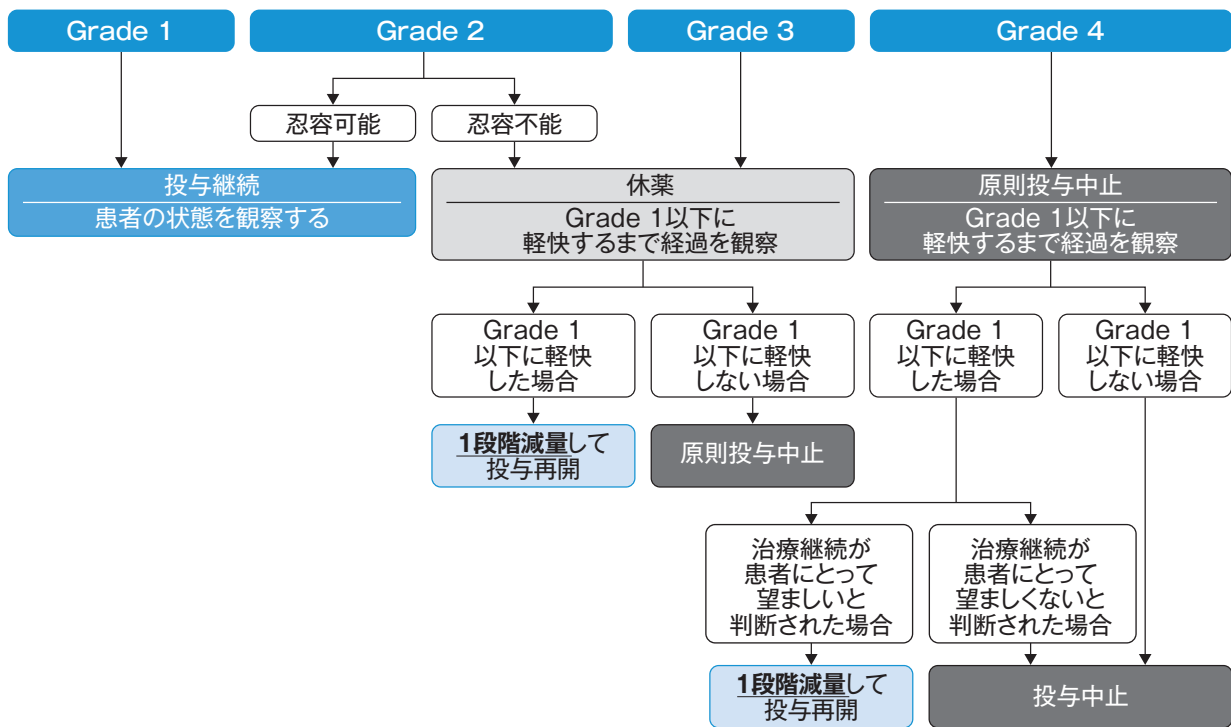 Grade 1
Grade 2
Grade 3
Grade 4
忍容可能
忍容不能
投与継続
患者の状態を観察する
休薬
Grade 1以下に
軽快するまで経過を観察
原則投与中止
Grade 1以下に
軽快するまで経過を観察
Grade 1
以下に軽快
した場合
Grade 1
以下に軽快
しない場合
Grade 1
以下に軽快
した場合
Grade 1
以下に軽快
しない場合
1段階減量して
投与再開
原則投与中止
治療継続が
患者にとって
望ましいと
判断された場合
治療継続が
患者にとって
望ましくないと
判断された場合
1段階減量して
投与再開
投与中止